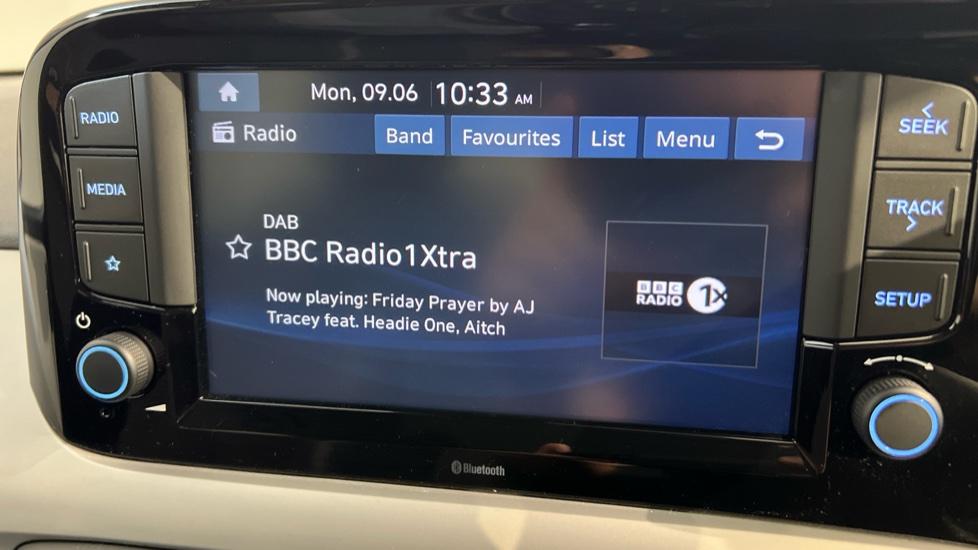 Mon, 09.06 10:33 AM
RADIO
SEEK
Radio Band Favourites List Menu
MEDIA
TRACK
DAB
BBC Radio1Xtra
BBC
RADIO 1X
Now playing: Friday Prayer by AJ
Tracey feat. Headie One, Aitch
SETUP
Bluetooth